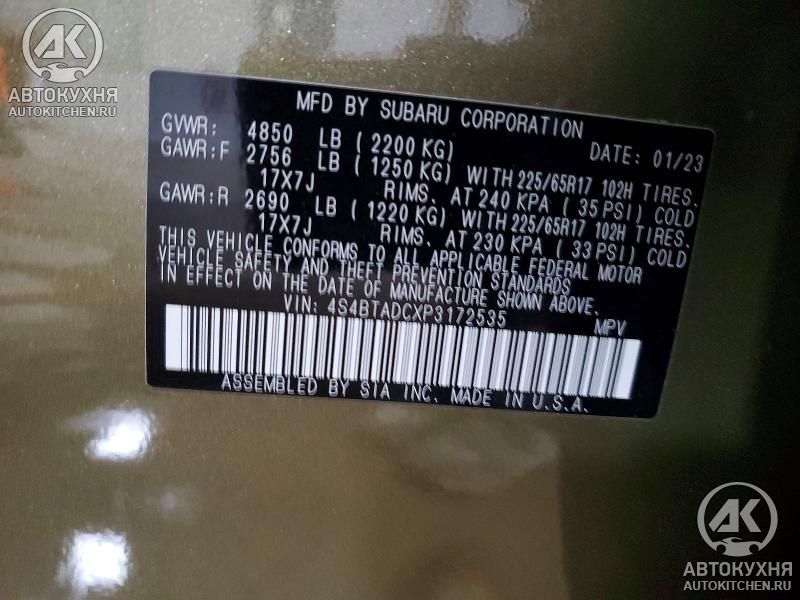 AK
АВТОКУХНЯ
AUTOKITCHEN.RU
MFD BY SUBARU CORPORATION
GVWR: 4850 LB ( 2200 KG) DATE: 01/23
GAWR:F 2756 LB ( 1250 KG) WITH 225/65R17 102H TIRES.
17X7J RIMS. AT 240 KPA ( 35 PSI) COLD
GAWR:R 2690 LB ( 1220 KG) WITH 225/65R17 102H TIRES.
17X7J RIMS. AT 230 KPA ( 33 PSI) COLD
THIS VEHICLE CONFORMS TO ALL APPLICABLE FEDERAL MOTOR
VEHICLE SAFETY AND THEFT PREVENTION STANDARDS
IN EFFECT ON THE DATE OF MANUFACTURE SHOWN ABOVE.
VIN: 4S4BTADCXP3172535 MPV
ASSEMBLED BY SIA INC. MADE IN U.S.A.
AK
АВТОКУХНЯ
AUTOKITCHEN.RU